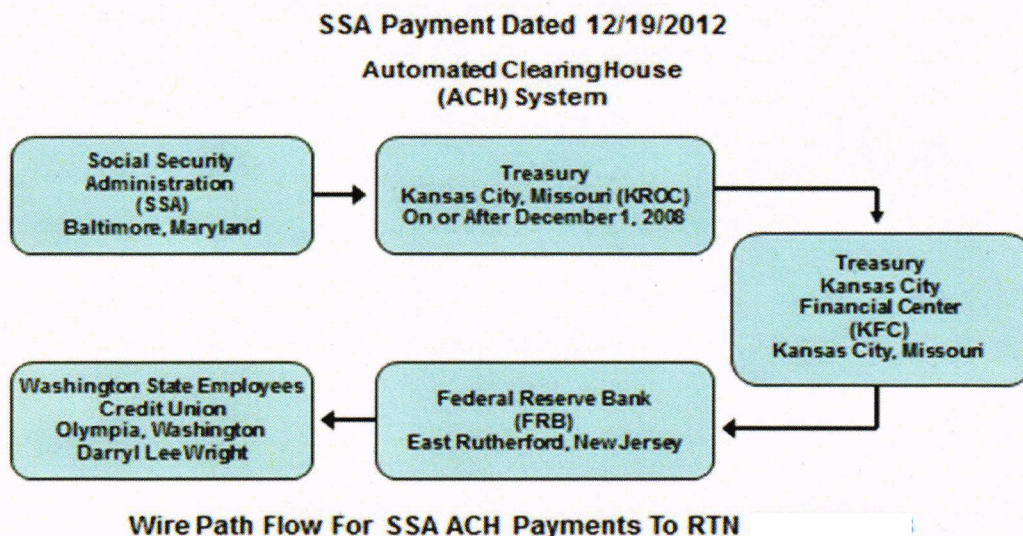 SSA Payment Dated 12/19/2012
Automated ClearingHouse
(ACH) System
Social Security
Administration
(SSA)
Baltimore, Maryland
Treasury
Kansas City, Missouri (KROC)
On or After December 1, 2008
Treasury
Kansas City
Financial Center
(KFC)
Kansas City, Missouri
Federal Reserve Bank
(FRB)
East Rutherford, New Jersey
Washington State Employees
Credit Union
Olympia, Washington
Darryl Lee Wright
Wire Path Flow For SSA ACH Payments To RTN